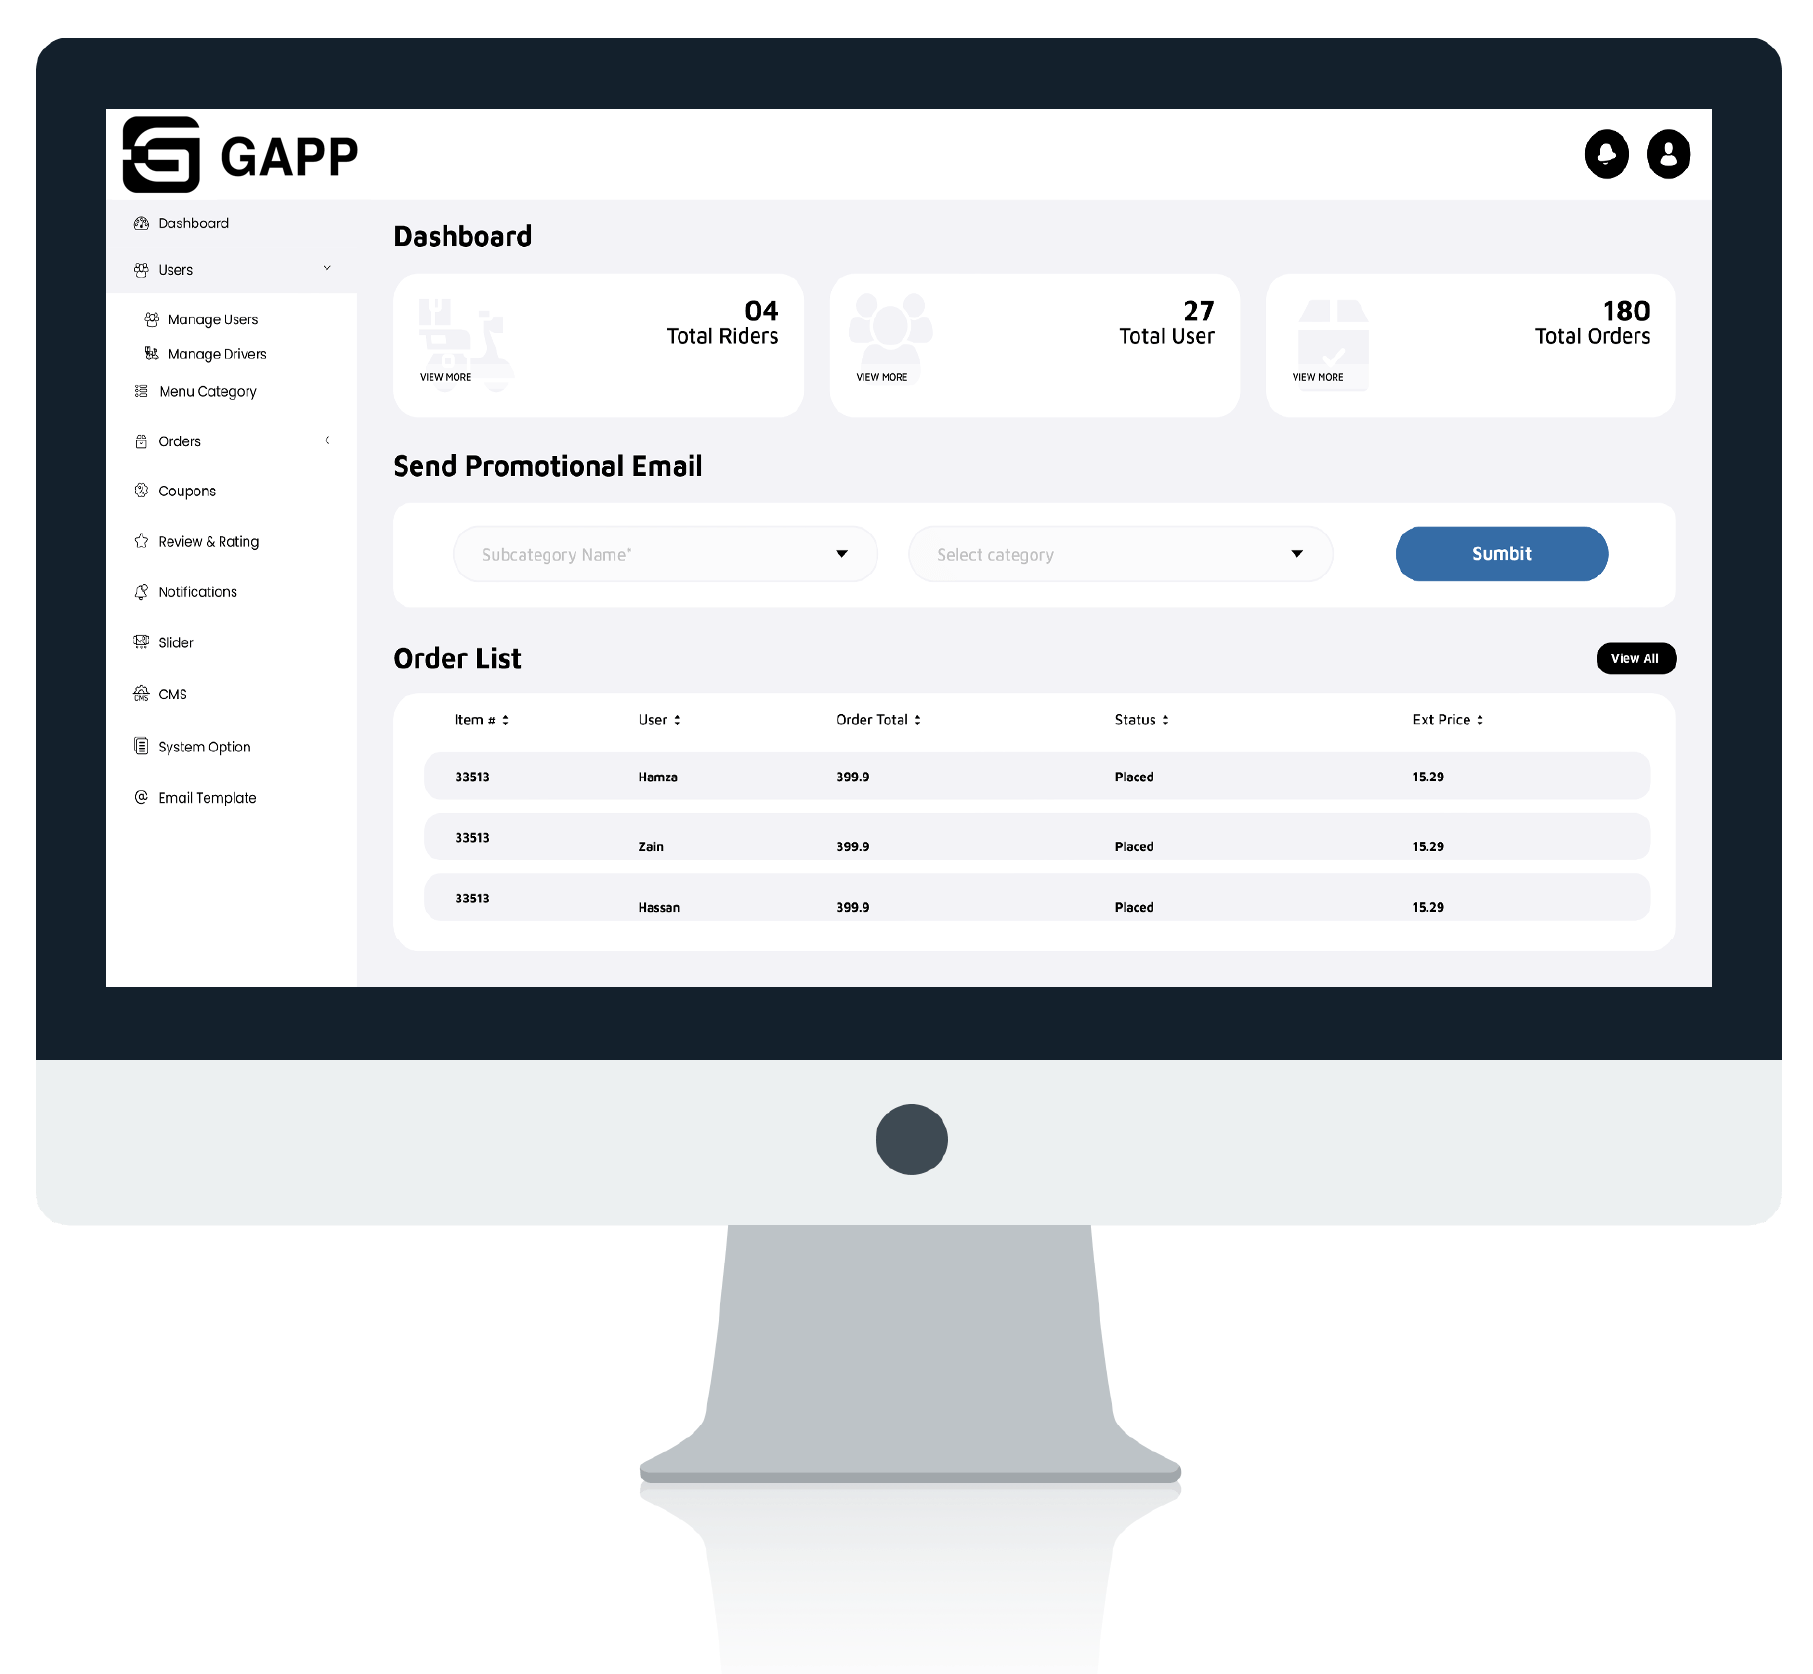 GAPP
Dashboard
Users
Manage Users
Manage Drivers
Menu Category
Orders
Coupons
Review & Rating
Notifications
Slider
CMS
System Option
Email Template
Dashboard
04
Total Riders
VIEW MORE
27
Total User
VIEW MORE
180
Total Orders
VIEW MORE
Send Promotional Email
Subcategory Name*
Select category
Sumbit
Order List
View All
Item # User Order Total Status Ext Price
33513 Hamza 399.9 Placed 15.29
33513 Zain 399.9 Placed 15.29
33513 Hassan 399.9 Placed 15.29